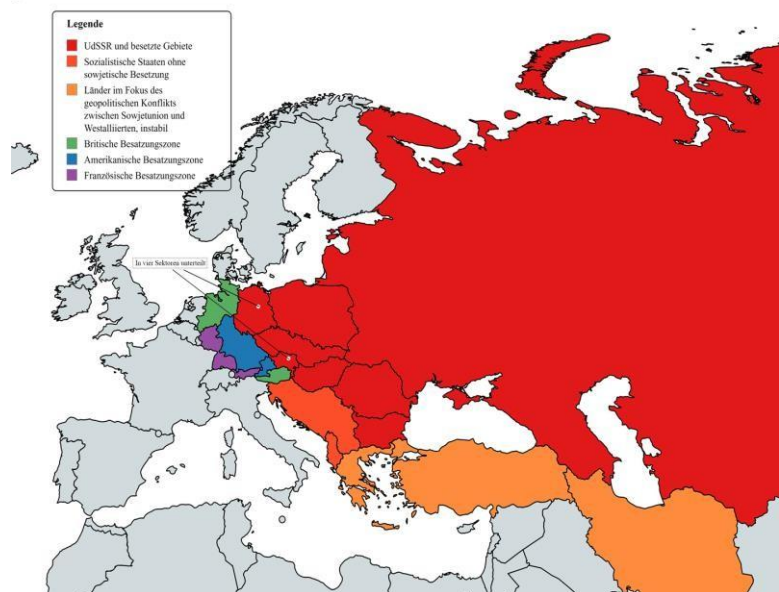 Legende
UdSSR und besetzte Gebiete
Sozialistische Staaten ohne
sowjetische Besetzung
Länder im Fokus des
geopolitischen Konflikts
zwischen Sowjetunion und
Westalliierten, instabil
Britische Besatzungszone
Amerikanische Besatzungszone
Französische Besatzungszone
In vier Sektoren unterteilt